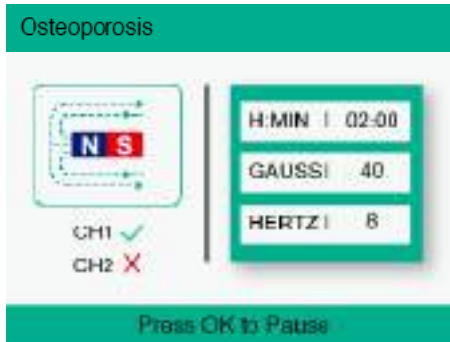 Osteoporosis
N S
CH1 ✓
CH2 X
H:MIN | 02:00
GAUSS| 40
HERTZ | 8
Press OK to Pause